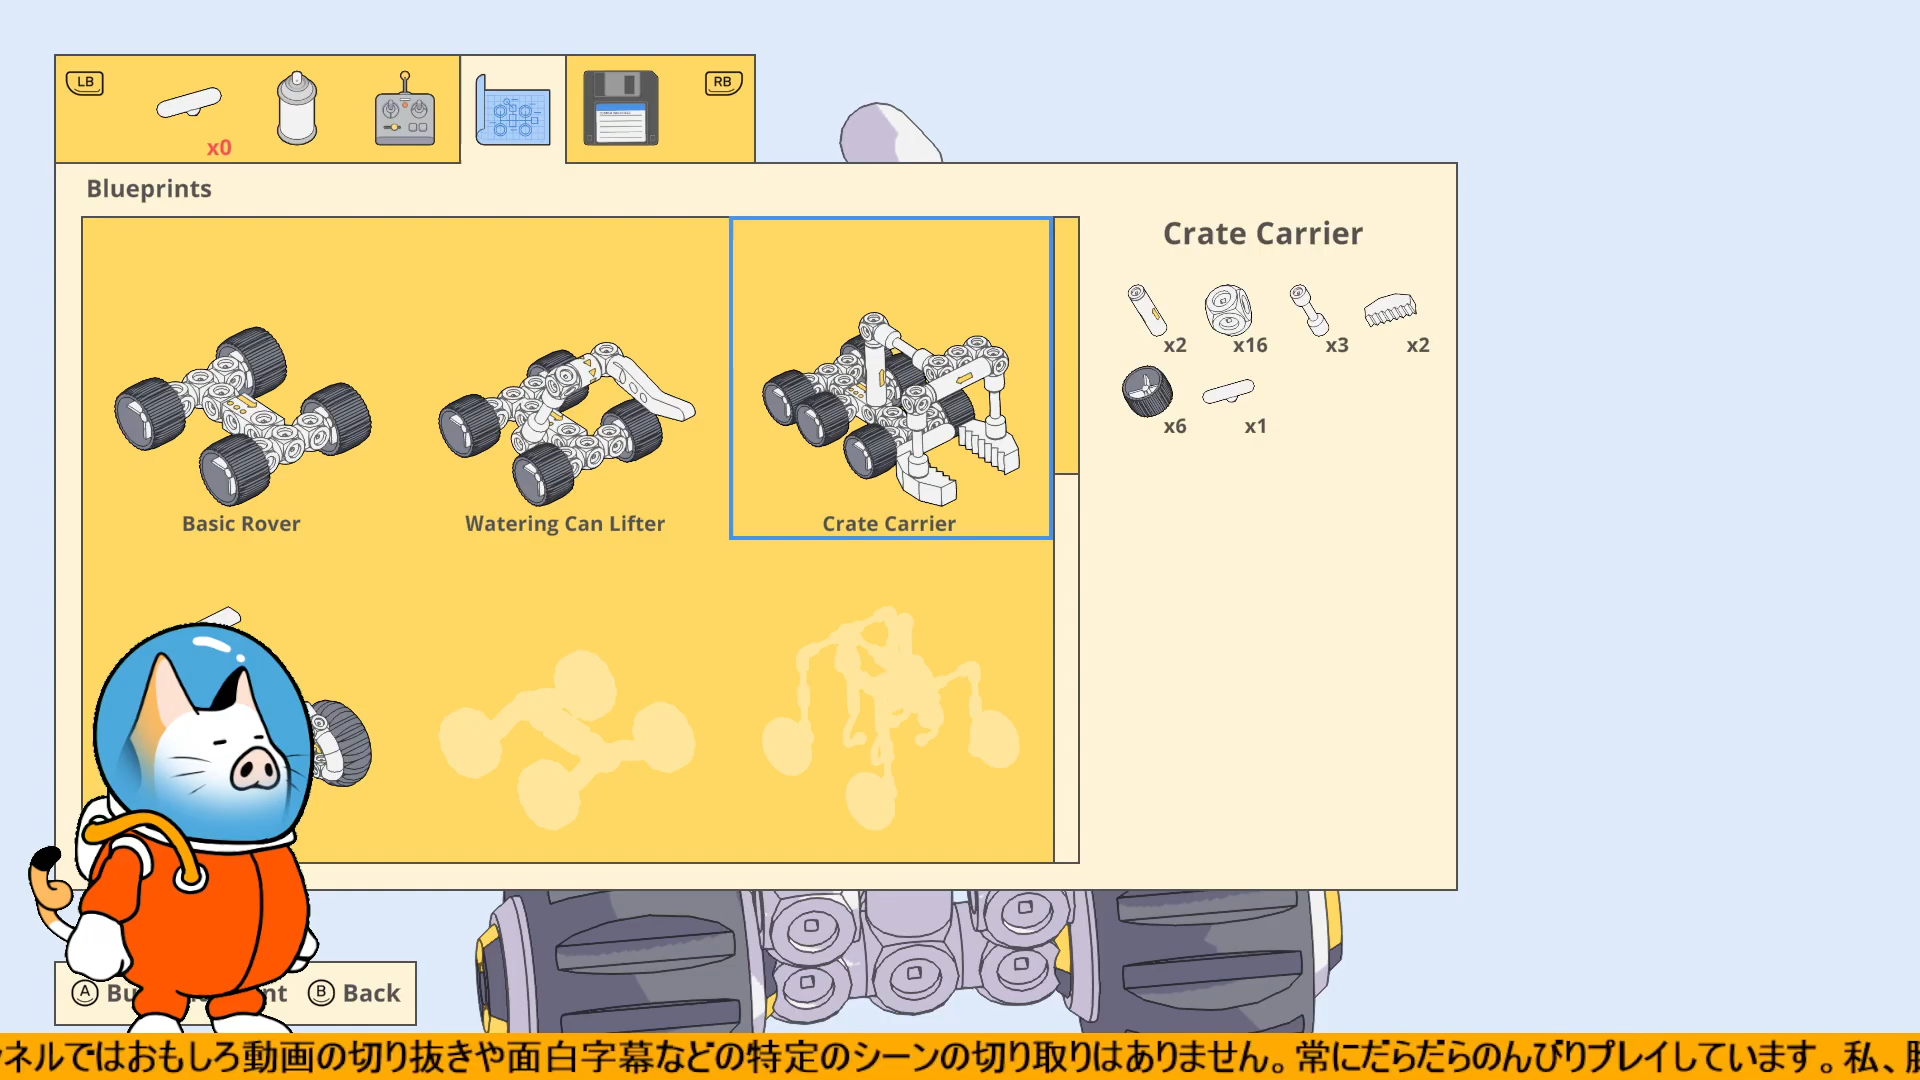 LB
RB
x0
Blueprints
Crate Carrier
x2
x16
x3
x2
x6
x1
Basic Rover
Watering Can Lifter
Crate Carrier
A
B Back
ネルではおもしろ動画の切り抜きや面白字幕などの特定のシーンの切り取りはありません。常にだらだらのんびりプレイしています。私、